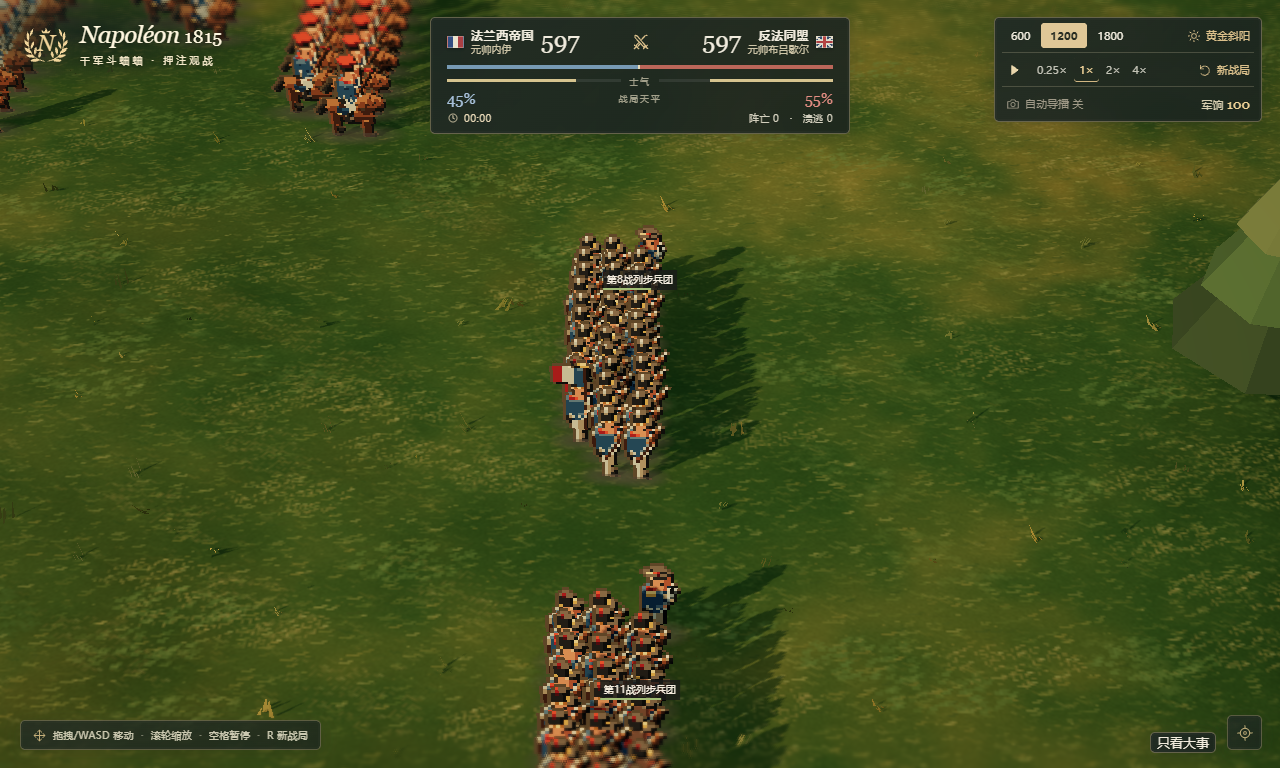 Napoléon 1815
千军斗蛐蛐 · 押注观战
法兰西帝国
元帅内伊
597
597
反法同盟
元帅布吕歇尔
士气
45%
战局天平
55%
00:00
阵亡 0 · 溃逃 0
600 1200 1800 黄金斜阳
0.25× 1× 2× 4× 新战局
自动导播 关 军饷 100
第8战列步兵团
第11战列步兵团
拖拽/WASD 移动 · 滚轮缩放 · 空格暂停 · R 新战局
只看大事